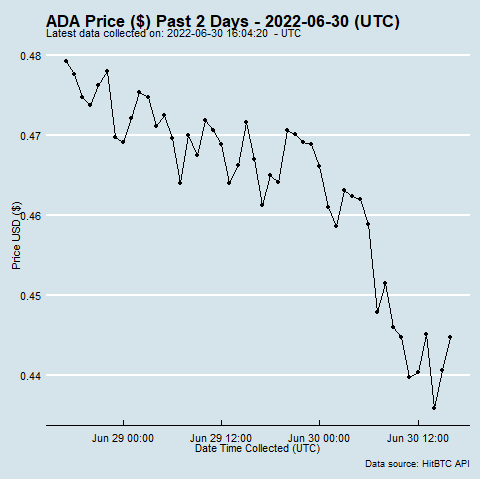 ADA Price ($) Past 2 Days - 2022-06-30 (UTC)
Latest data collected on: 2022-06-30 16:04:20 - UTC
0.48
0.47
0.46
0.45
0.44
Price USD ($)
Jun 29 00:00
Jun 29 12:00
Jun 30 00:00
Jun 30 12:00
Date Time Collected (UTC)
Data source: HitBTC API